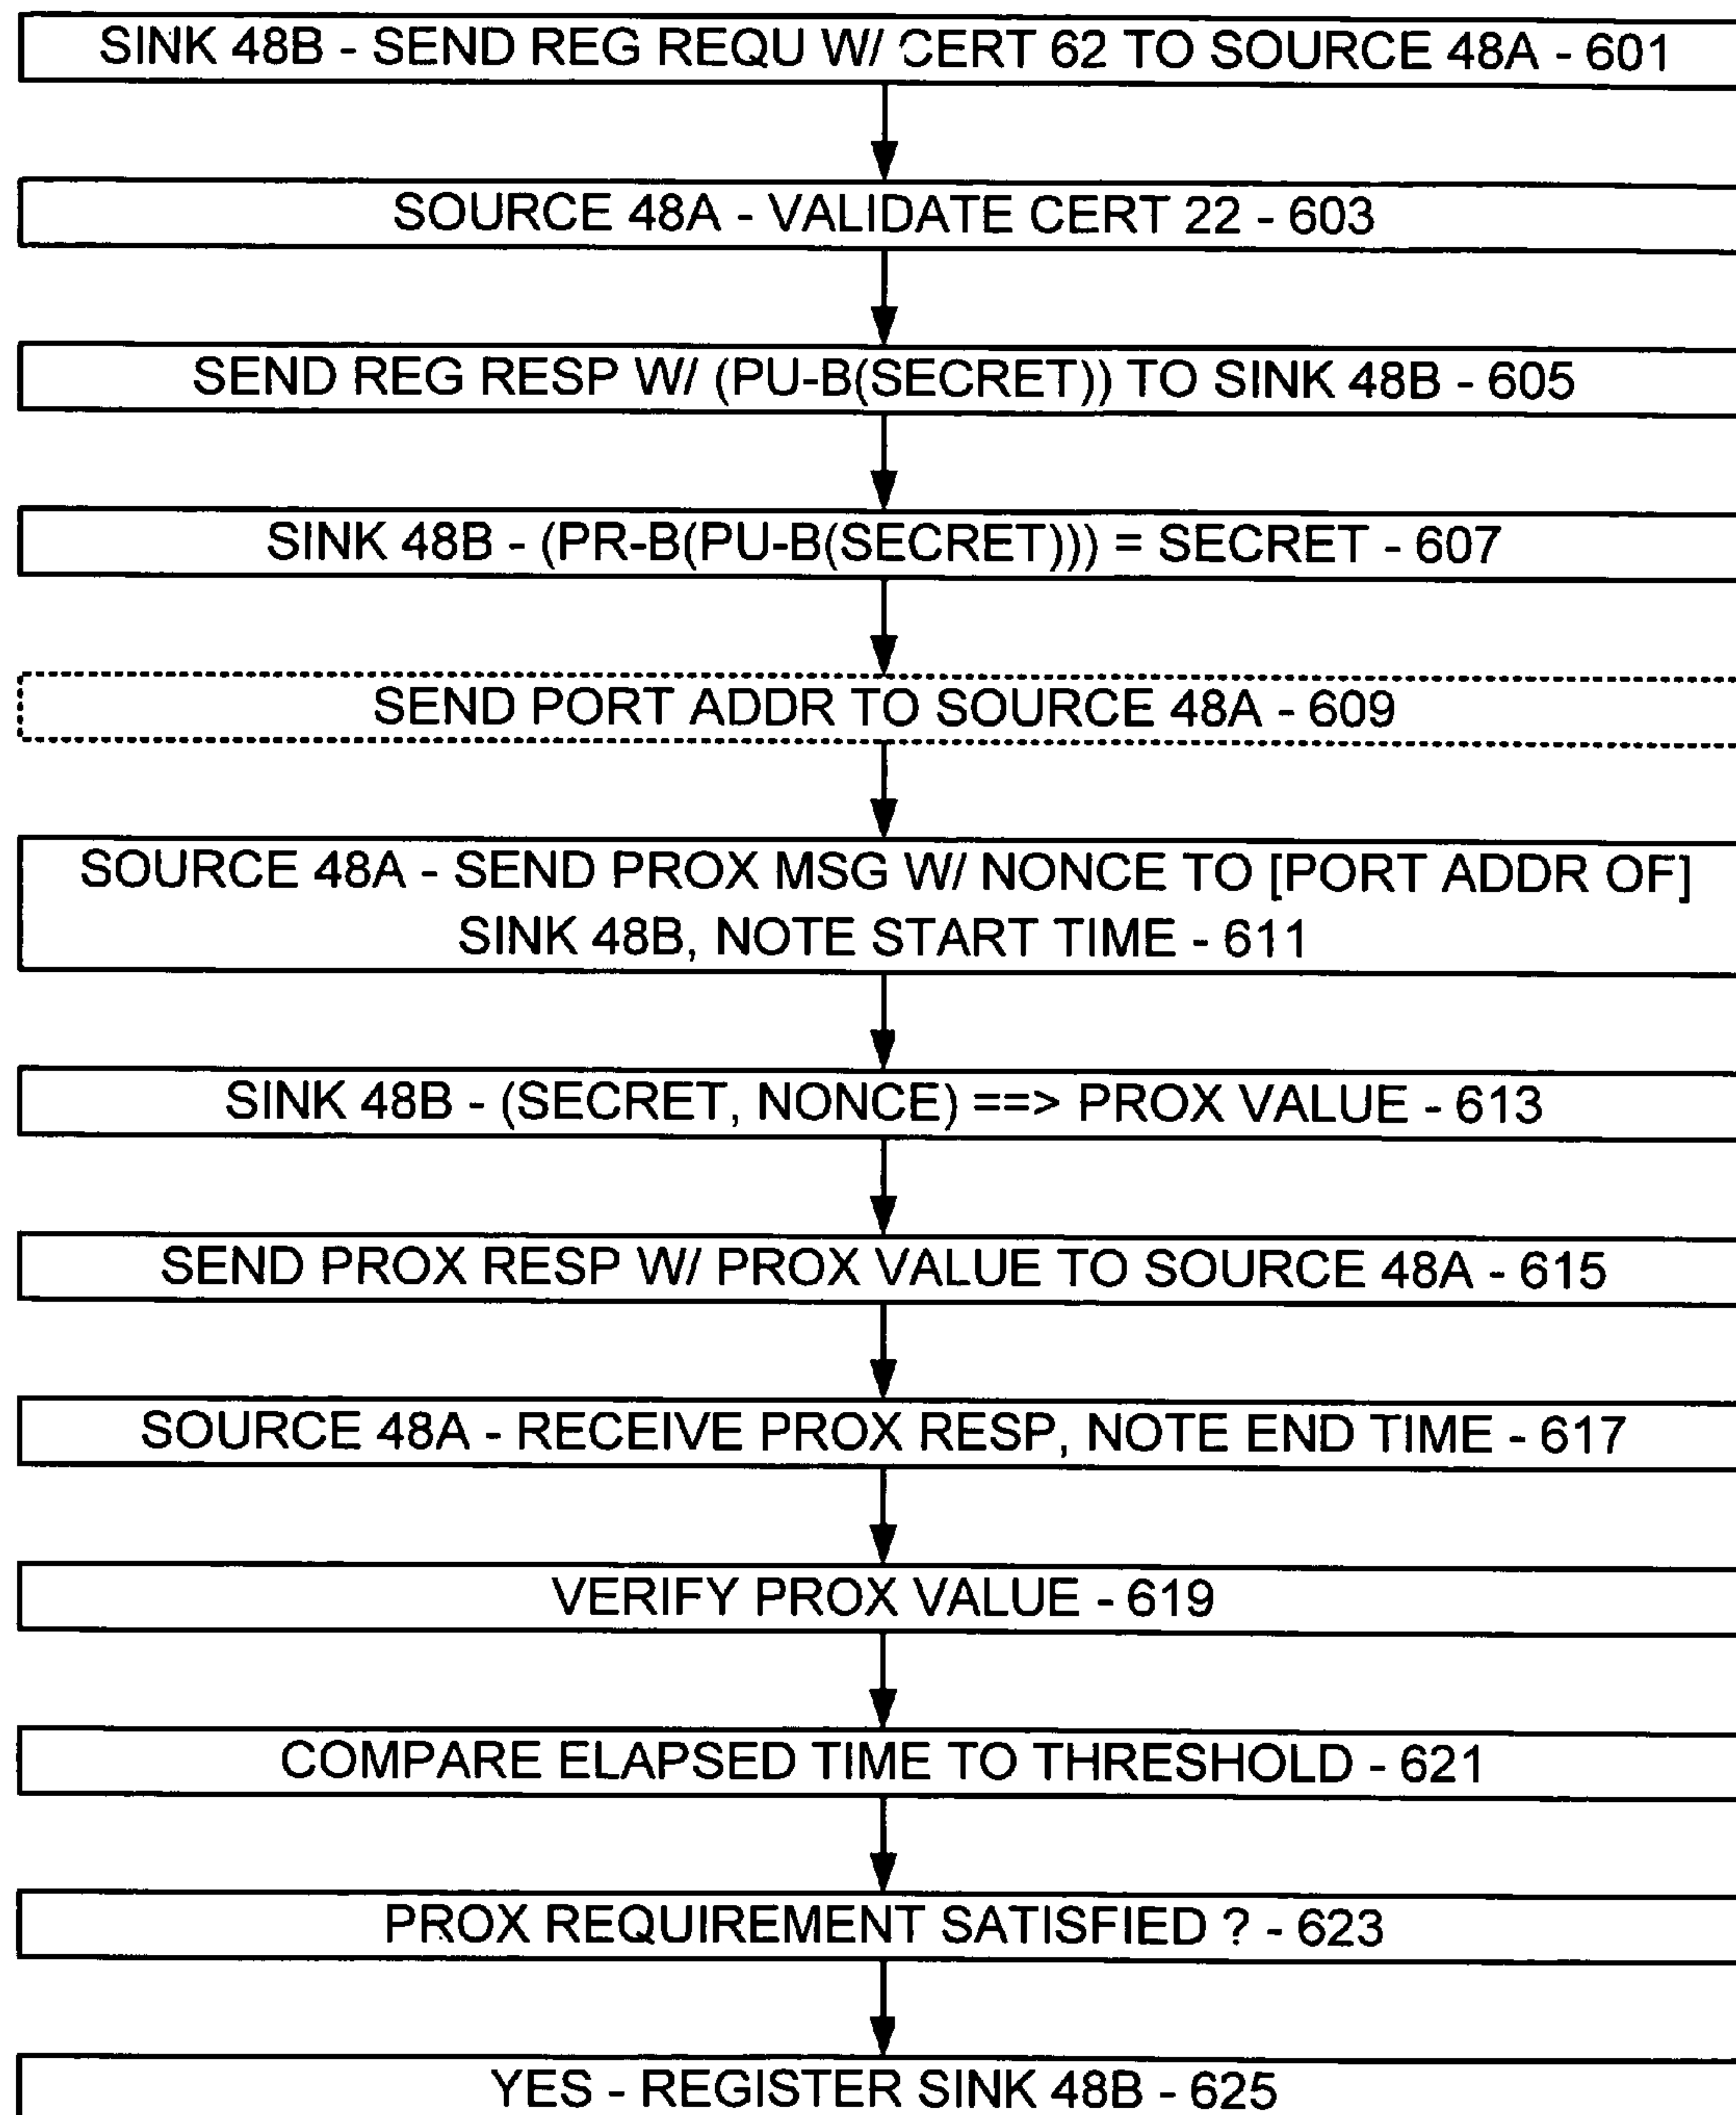 SINK 48B - SEND REG REQU W/ CERT 62 TO SOURCE 48A - 601
SOURCE 48A - VALIDATE CERT 22 - 603
SEND REG RESP W/ (PU-B(SECRET)) TO SINK 48B - 605
SINK 48B - (PR-B(PU-B(SECRET))) = SECRET - 607
SEND PORT ADDR TO SOURCE 48A - 609
SOURCE 48A - SEND PROX MSG W/ NONCE TO [PORT ADDR OF]
SINK 48B, NOTE START TIME - 611
SINK 48B - (SECRET, NONCE) ==> PROX VALUE - 613
SEND PROX RESP W/ PROX VALUE TO SOURCE 48A - 615
SOURCE 48A - RECEIVE PROX RESP, NOTE END TIME - 617
VERIFY PROX VALUE - 619
COMPARE ELAPSED TIME TO THRESHOLD - 621
PROX REQUIREMENT SATISFIED ? - 623
YES - REGISTER SINK 48B - 625